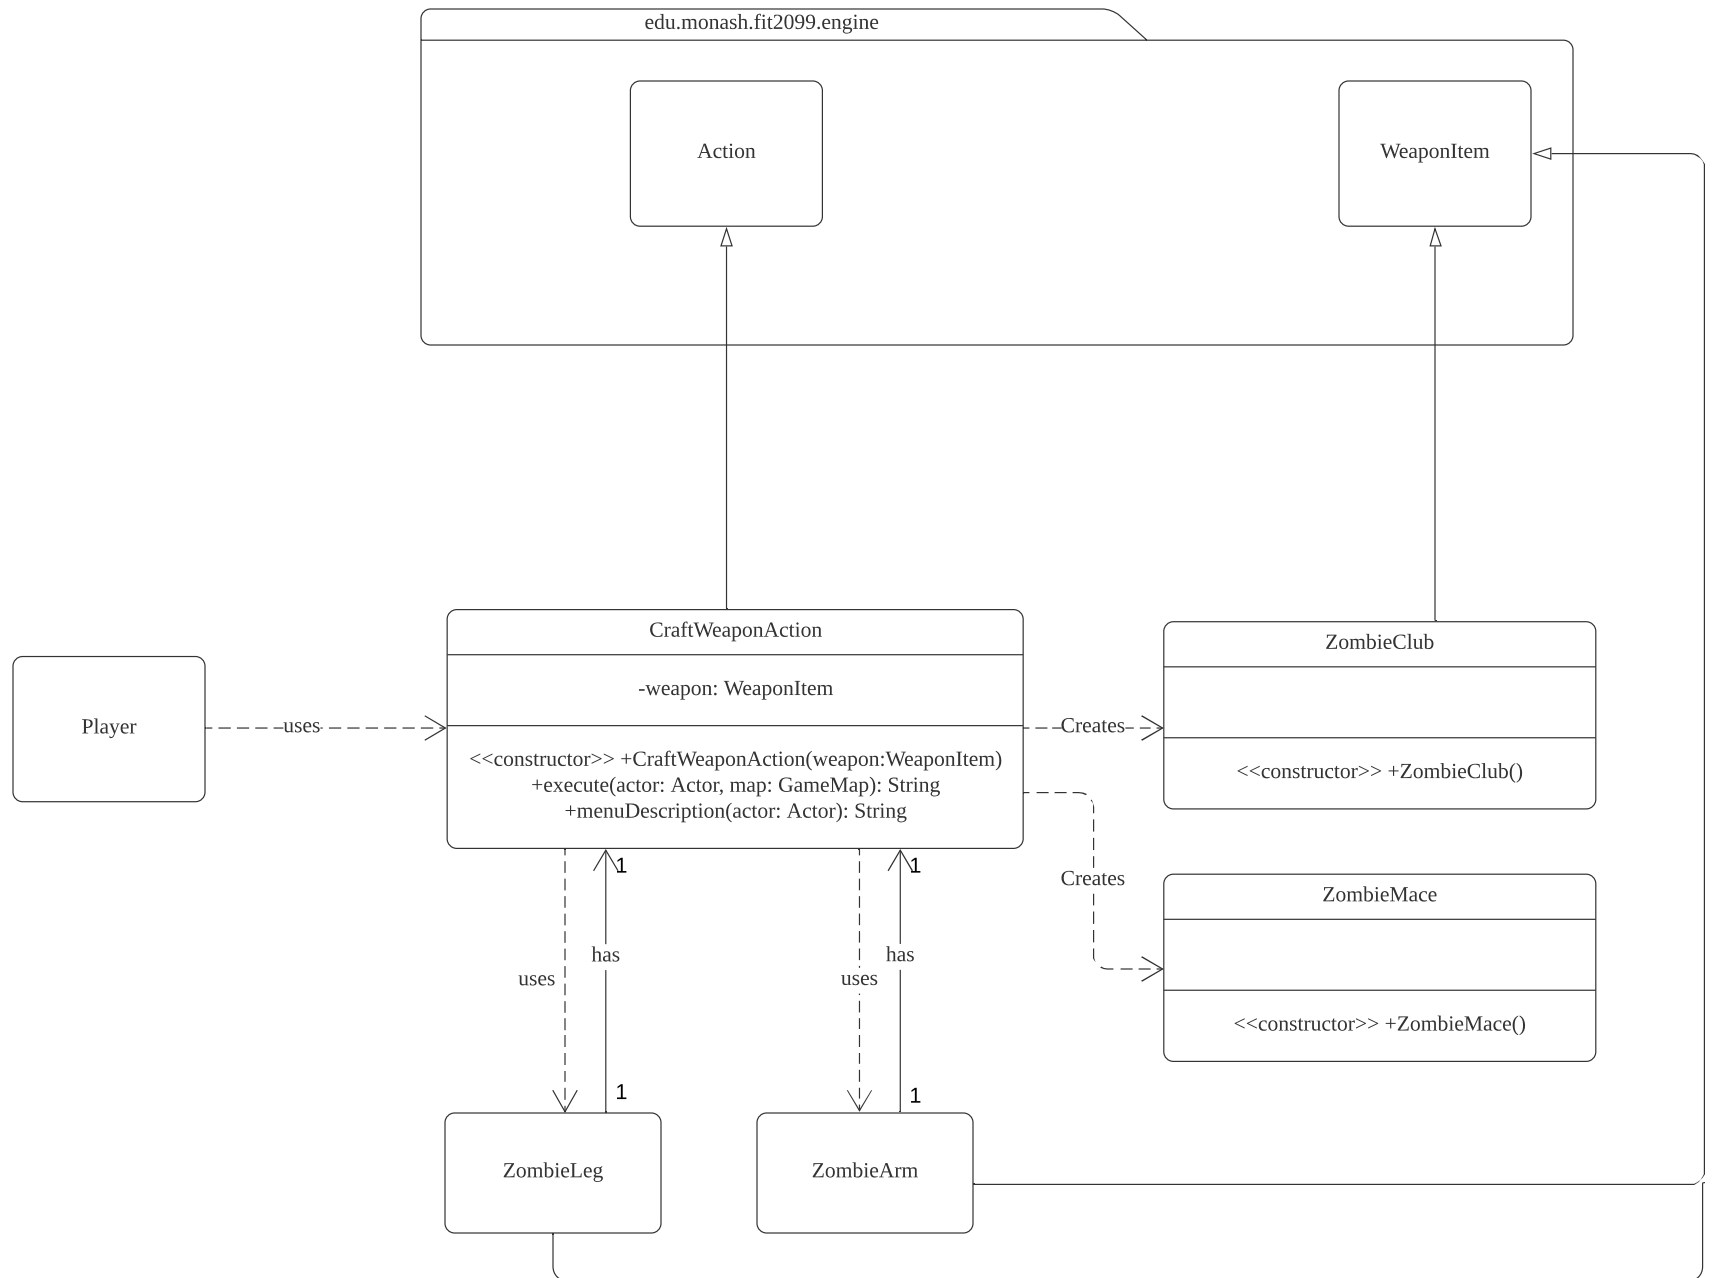 edu.monash.fit2099.engine
Action
WeaponItem
CraftWeaponAction
-weapon: WeaponItem
<<constructor>> +CraftWeaponAction(weapon:WeaponItem)
+execute(actor: Actor, map: GameMap): String
+menuDescription(actor: Actor): String
Player
uses
Creates
ZombieClub
<<constructor>> +ZombieClub()
Creates
ZombieMace
<<constructor>> +ZombieMace()
1
1
has
has
uses
uses
1
1
ZombieLeg
ZombieArm